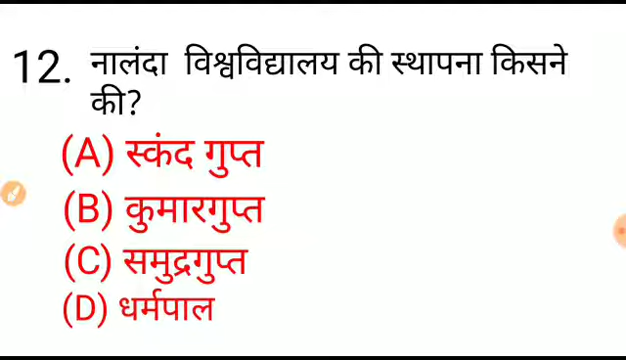 12. नालंदा विश्वविद्यालय की स्थापना किसने
की?
(A) स्कंद गुप्त
(B) कुमारगुप्त
(C) समुद्रगुप्त
(D) धर्मपाल